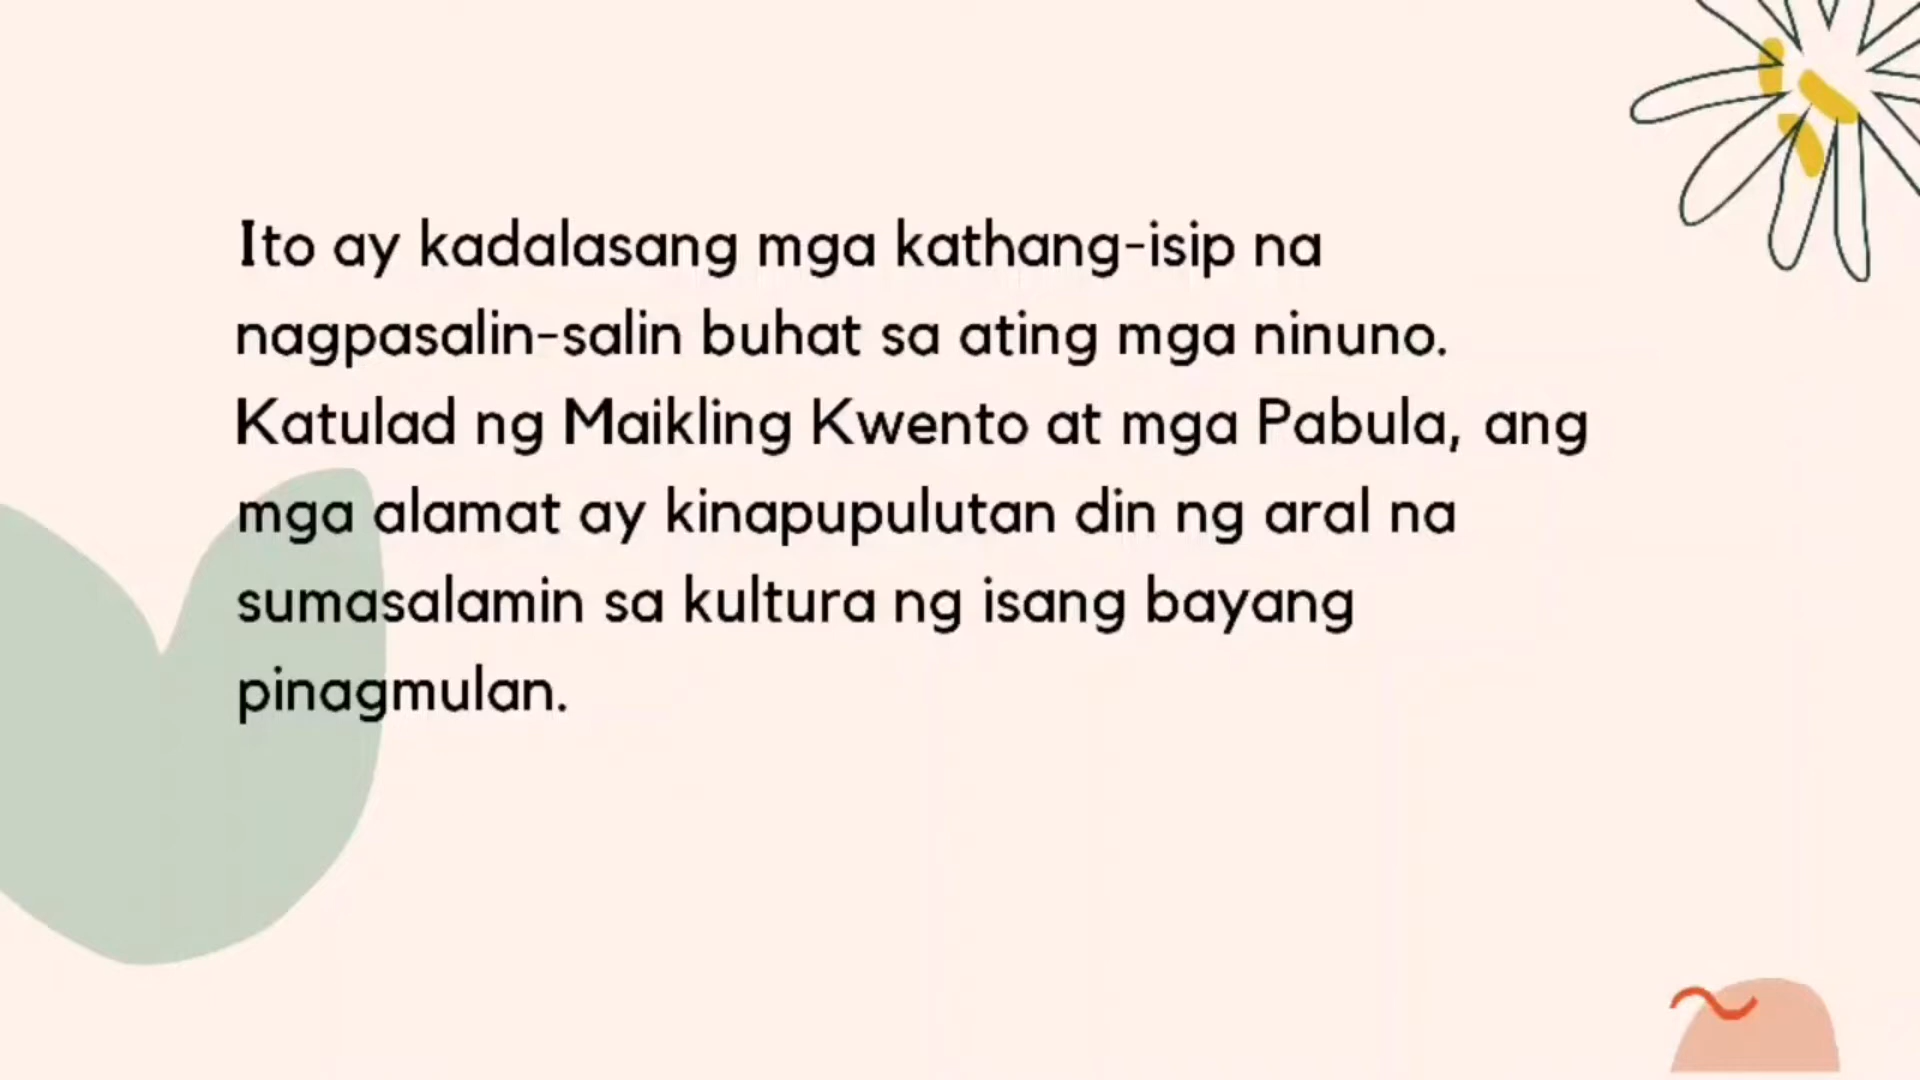 Ito ay kadalasang mga kathang-isip na
nagpasalin-salin buhat sa ating mga ninuno.
Katulad ng Maikling Kwento at mga Pabula, ang
mga alamat ay kinapupulutan din ng aral na
sumasalamin sa kultura ng isang bayang
pinagmulan.